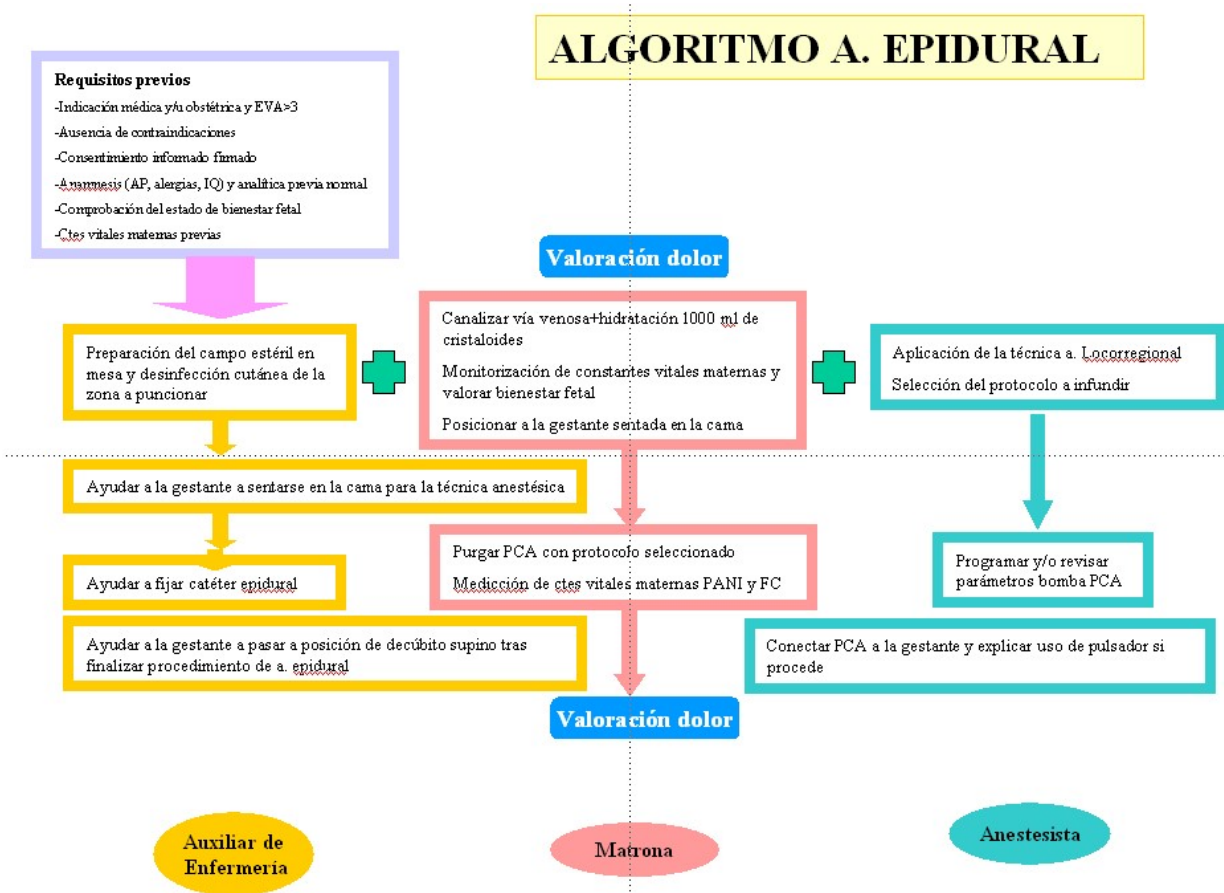 ALGORITMO A. EPIDURAL
Requisitos previos
-Indicación médica y/u obstétrica y EVA>3
-Ausencia de contraindicaciones
-Consentimiento informado firmado
-Anamnesis (AP, alergias, IQ) y analítica previa normal
-Comprobación del estado de bienestar fetal
-Ctes vitales maternas previas
Valoración dolor
Preparación del campo estéril en
mesa y desinfección cutánea de la
zona a puncionar
Canalizar vía venosa+hidratación 1000 ml de
cristaloides
Monitorización de constantes vitales maternas y
valorar bienestar fetal
Posicionar a la gestante sentada en la cama
Aplicación de la técnica a. Locorregional
Selección del protocolo a infundir
Ayudar a la gestante a sentarse en la cama para la técnica anestésica
Ayudar a fijar catéter epidural
Purgar PCA con protocolo seleccionado
Medicción de ctes vitales maternas PANI y FC
Programar y/o revisar
parámetros bomba PCA
Ayudar a la gestante a pasar a posición de decúbito supino tras
finalizar procedimiento de a. epidural
Conectar PCA a la gestante y explicar uso de pulsador si
procede
Valoración dolor
Auxiliar de
Enfermería
Matrona
Anestesista